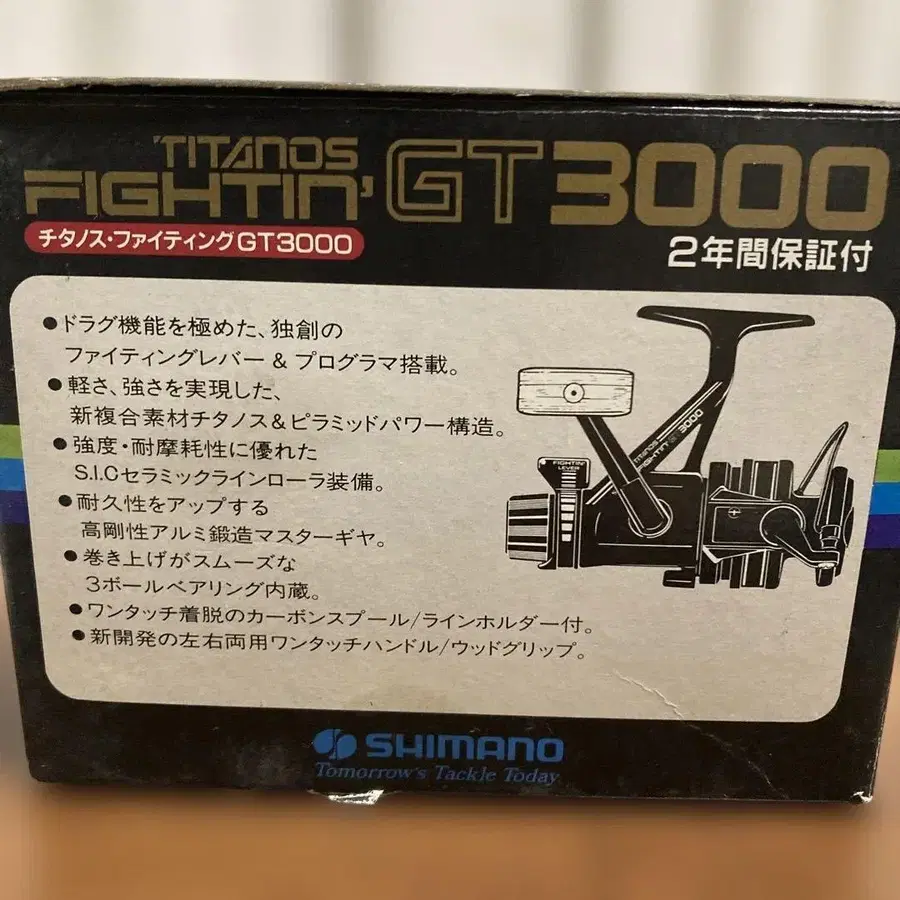 TITANOS
FIGHTIN' GT3000
チタノス・ファイティングGT3000
2年間保証付
●ドラグ機能を極めた、独創の
ファイティングレバー & プログラマ搭載。
●軽さ、強さを実現した、
新複合素材チタノス&ピラミッドパワー構造。
●強度・耐摩耗性に優れた
S.I.Cセラミックラインローラ装備。
●耐久性をアップする
高剛性アルミ鍛造マスターギヤ。
●巻き上げがスムーズな
3ボールベアリング内蔵。
●ワンタッチ着脱のカーボンスプール/ラインホルダー付。
●新開発の左右両用ワンタッチハンドル/ウッドグリップ。
FIGHTIN'
LEVER
TITANOS
FIGHTIN' GT 3000
SHIMANO
Tomorrow's Tackle Today